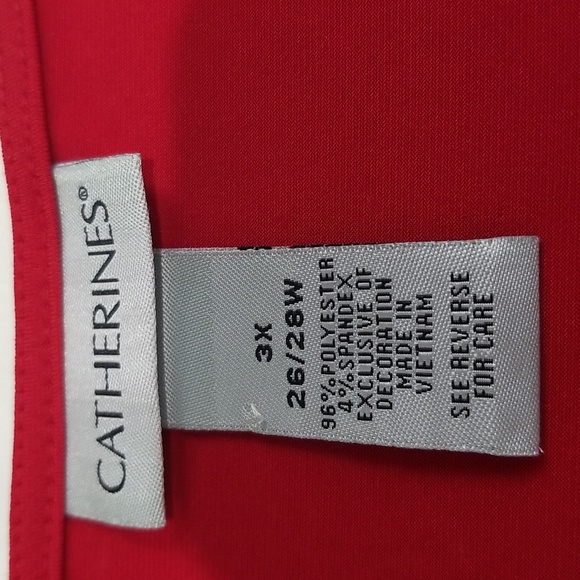 CATHERINES®
3X
26/28W
96%POLYESTER
4%SPANDEX
EXCLUSIVE OF
DECORATION
MADE IN
VIETNAM
SEE REVERSE
FOR CARE